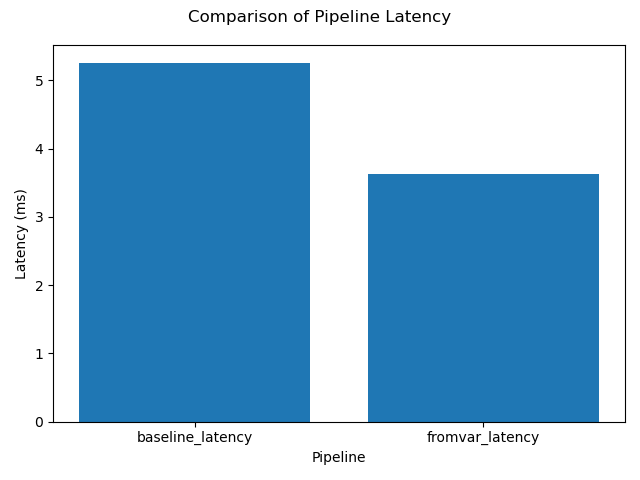 Comparison of Pipeline Latency
5
4
3
2
1
0
Latency (ms)
baseline_latency fromvar_latency
Pipeline